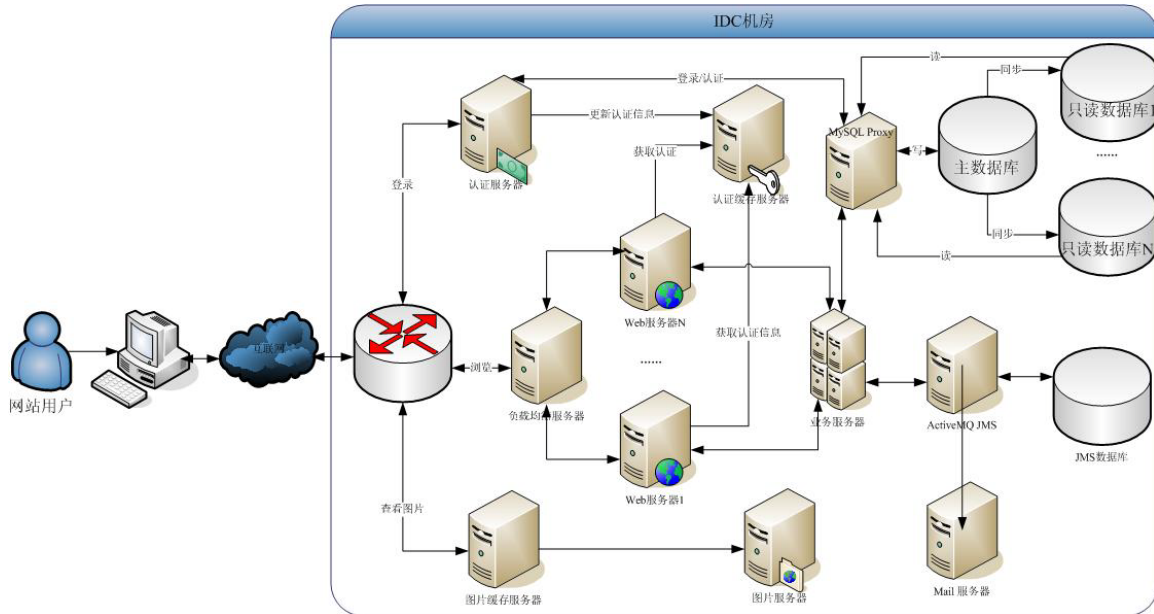 IDC机房
读
登录/认证
同步
只读数据库1
更新认证信息
MySQL Proxy
写
主数据库
......
获取认证
登录
认证服务器
认证缓存服务器
同步
只读数据库N
读
Web服务器N
获取认证信息
互联网
浏览
......
网站用户
负载均衡服务器
业务服务器
ActiveMQ JMS
JMS数据库
Web服务器1
查看图片
图片缓存服务器
图片服务器
Mail 服务器